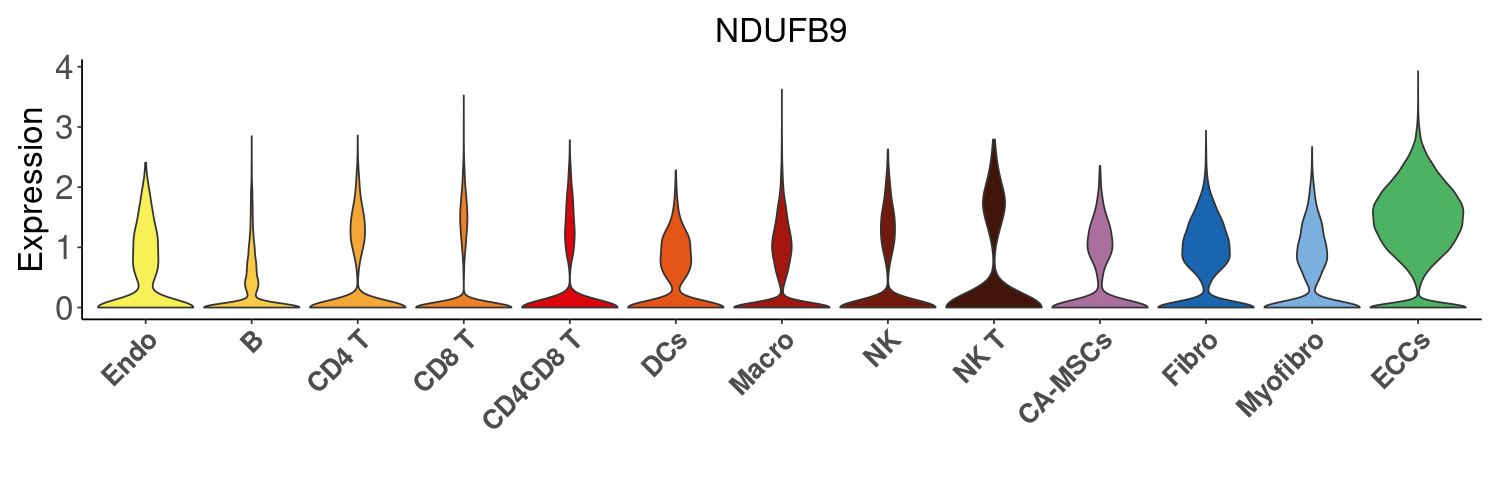 NDUFB9
Expression
4
3
2
1
0
Endo
B
CD4 T
CD8 T
CD4CD8 T
DCs
Macro
NK
NK T
CA-MSCs
Fibro
Myofibro
ECCs